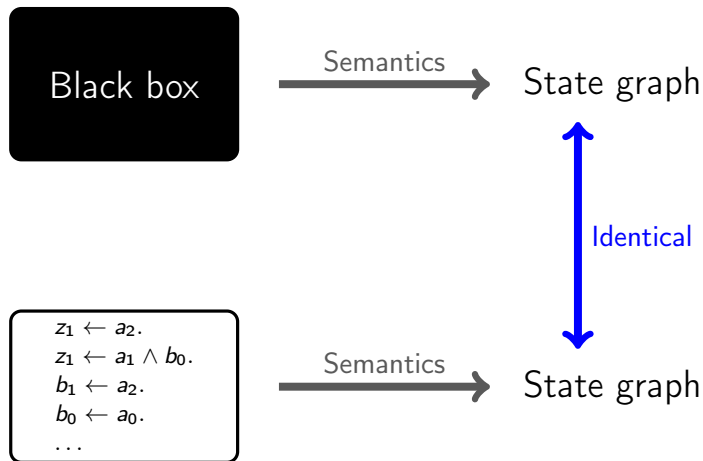 Black box
Semantics
State graph
Identical
z₁ ← a₂.
z₁ ← a₁ ∧ b₀.
b₁ ← a₂.
b₀ ← a₀.
...
Semantics
State graph